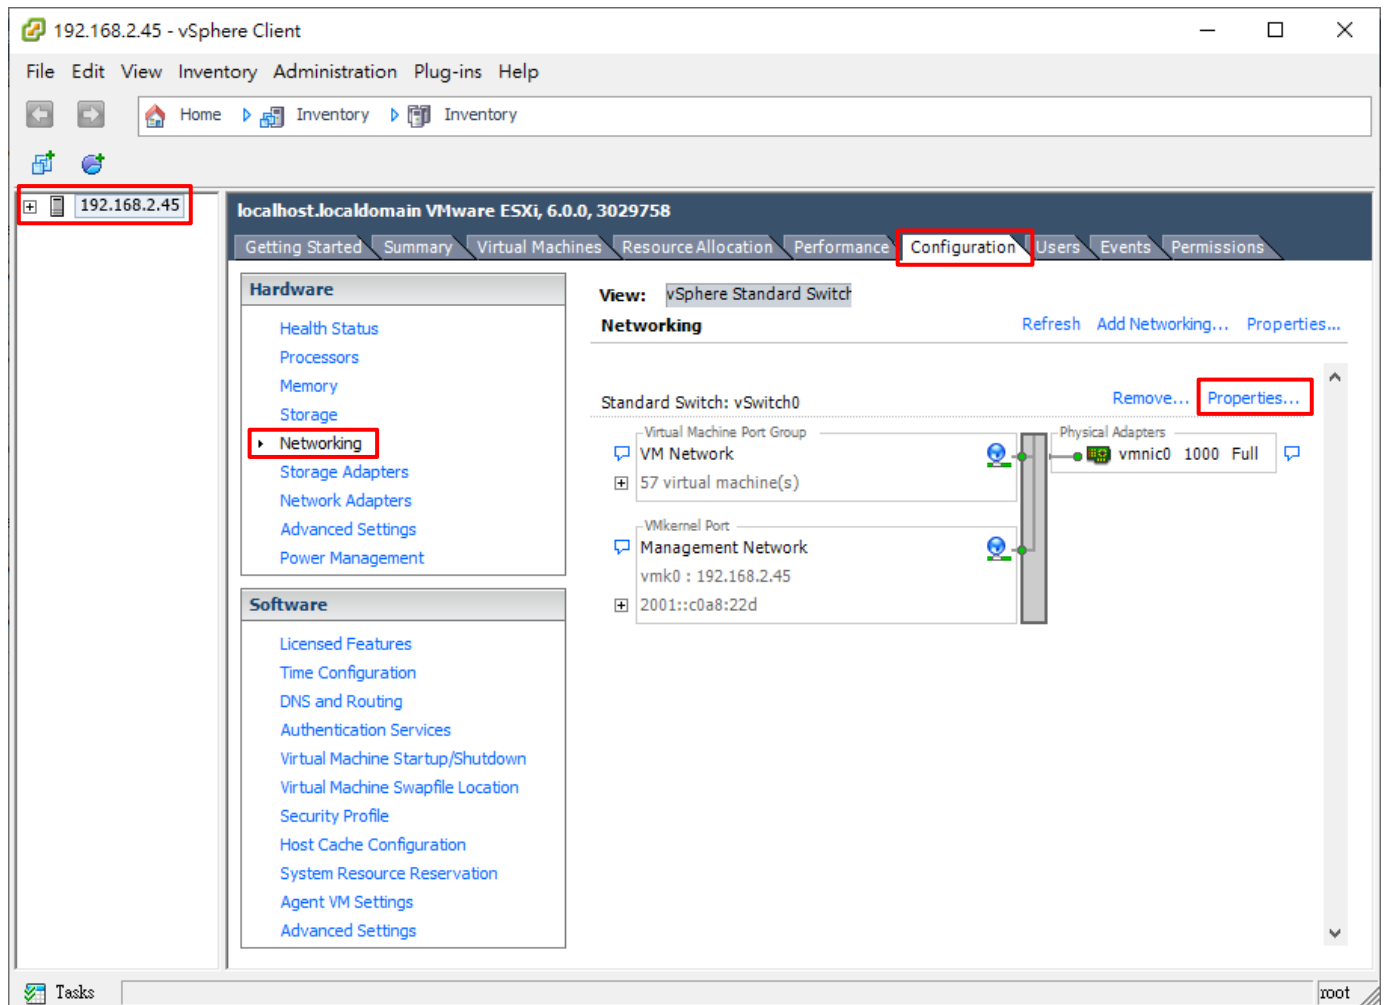 192.168.2.45 - vSphere Client
File Edit View Inventory Administration Plug-ins Help
Home Inventory Inventory
192.168.2.45
localhost.localdomain VMware ESXi, 6.0.0, 3029758
Getting Started Summary Virtual Machines Resource Allocation Performance Configuration Users Events Permissions
Hardware
Health Status
Processors
Memory
Storage
Networking
Storage Adapters
Network Adapters
Advanced Settings
Power Management
Software
Licensed Features
Time Configuration
DNS and Routing
Authentication Services
Virtual Machine Startup/Shutdown
Virtual Machine Swapfile Location
Security Profile
Host Cache Configuration
System Resource Reservation
Agent VM Settings
Advanced Settings
View: vSphere Standard Switch
Networking Refresh Add Networking... Properties...
Standard Switch: vSwitch0 Remove... Properties...
Virtual Machine Port Group
VM Network
57 virtual machine(s)
Physical Adapters
vmnic0 1000 Full
VMkernel Port
Management Network
vmk0 : 192.168.2.45
2001::c0a8:22d
Tasks root